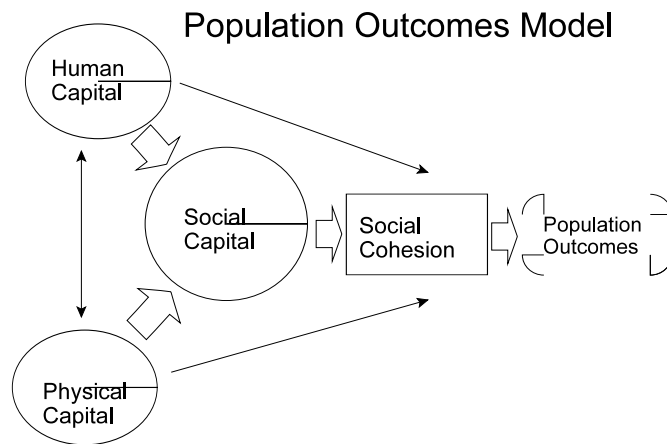 Population Outcomes Model
Human
Capital
Social
Capital
Social
Cohesion
Population
Outcomes
Physical
Capital